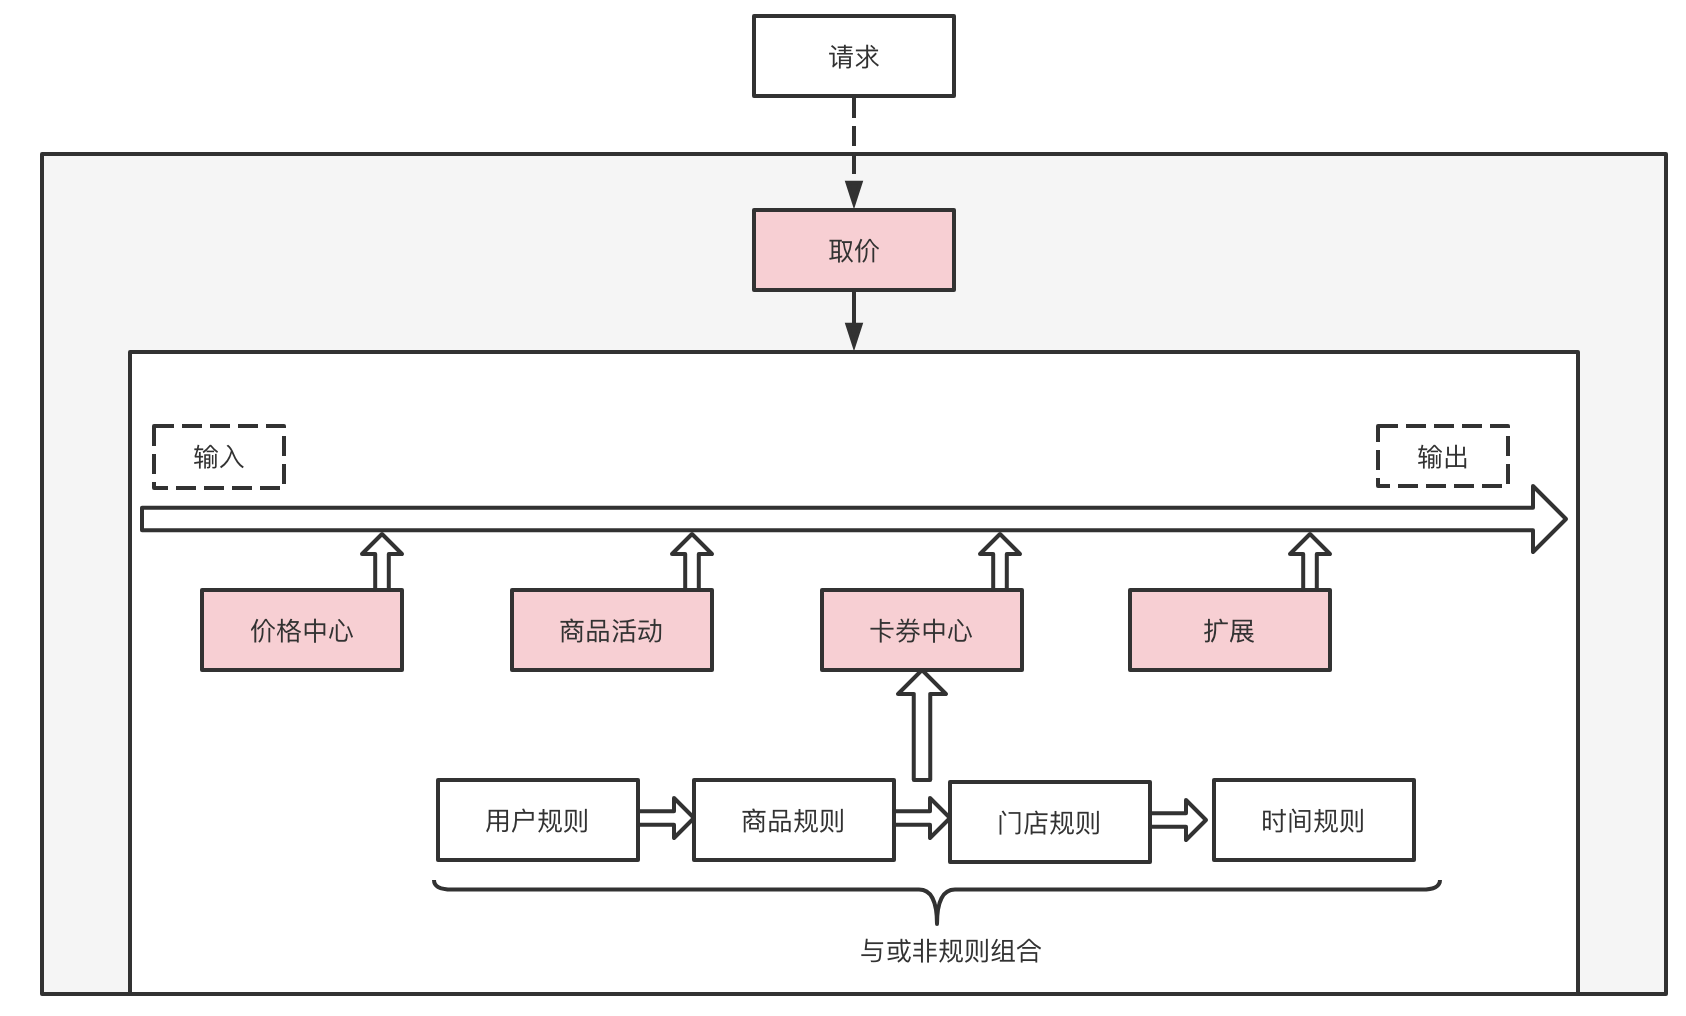 请求
取价
输入
输出
价格中心
商品活动
卡券中心
扩展
用户规则
商品规则
门店规则
时间规则
与或非规则组合